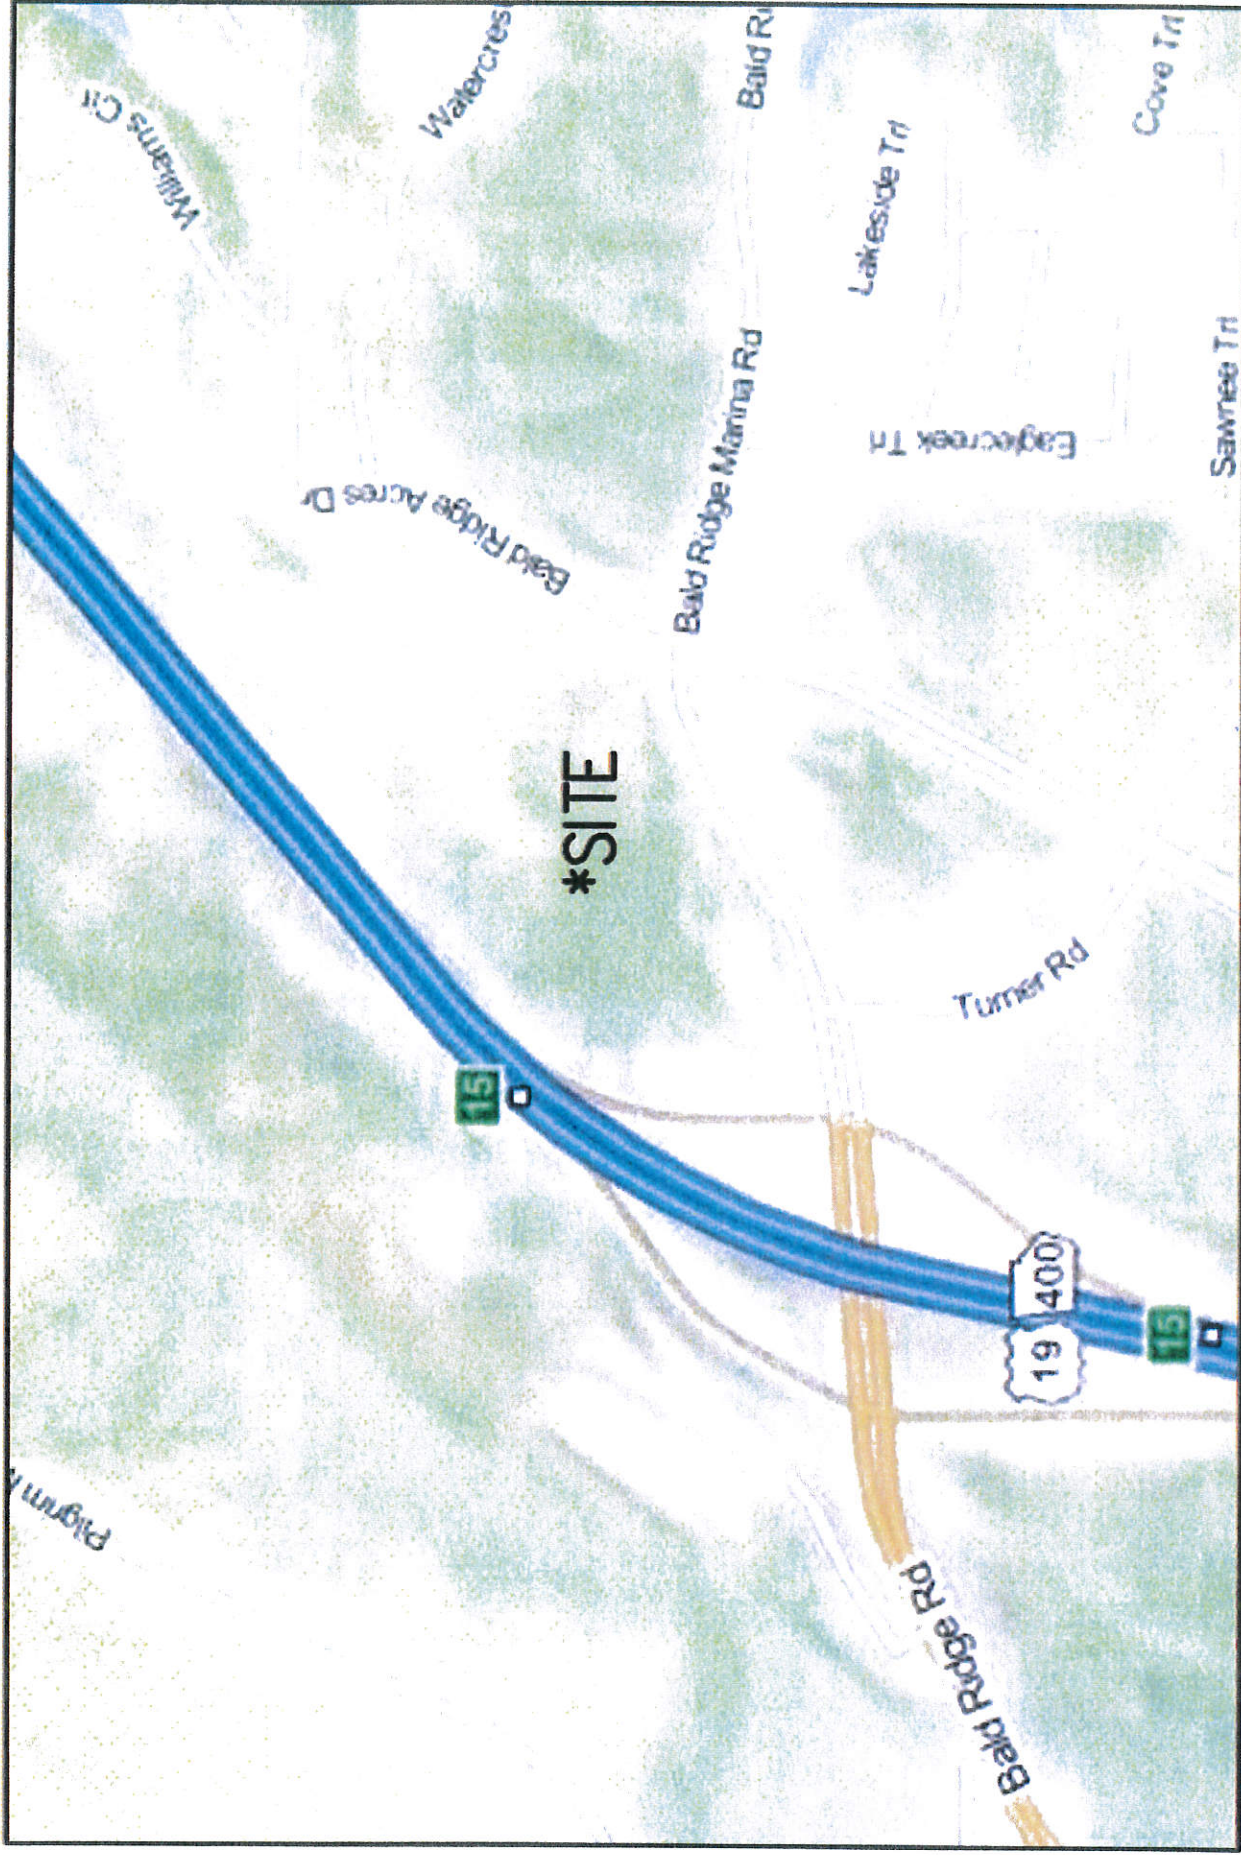 Williams Cir
Watercres
Bald Ri
Cove Trl
Lakeside Trl
Bald Ridge Acres Dr
Bald Ridge Marina Rd
Eaglecreek Trl
Sawnee Trl
*SITE
Turner Rd
15
400
19
15
Pilgrim
Bald Ridge Rd